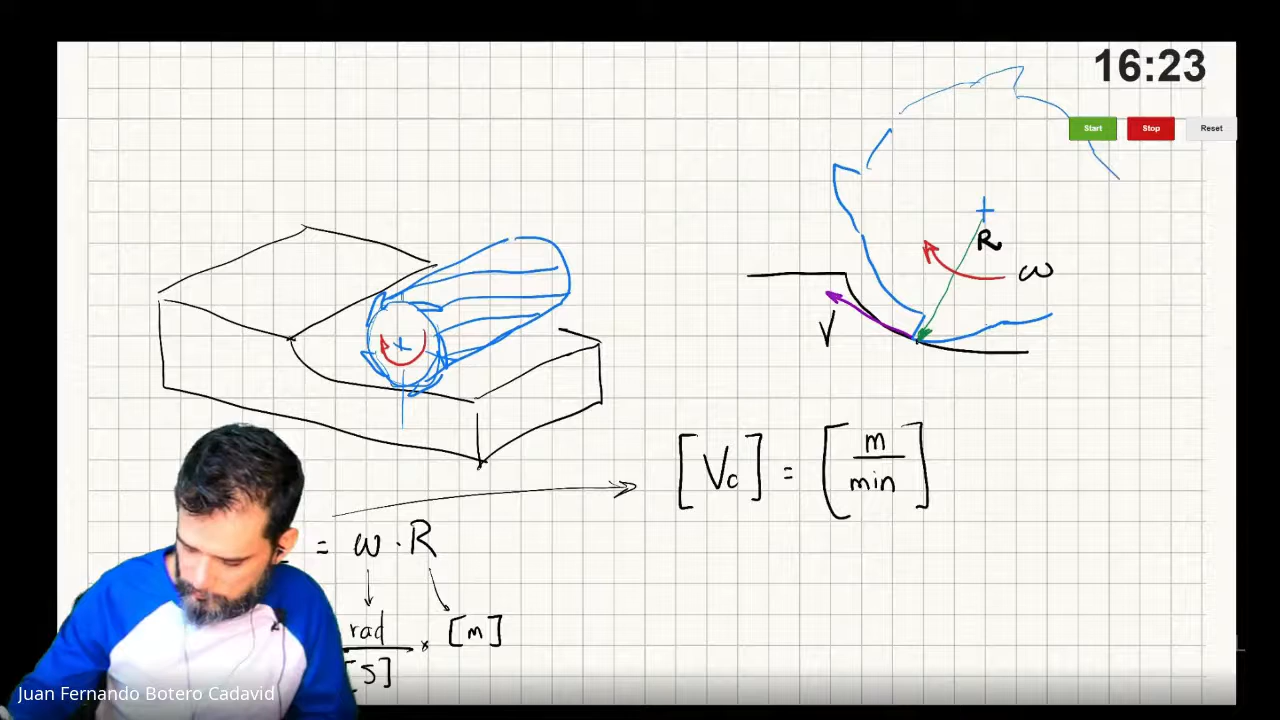 16:23
Start Stop Reset
R
ω
V
[Vc] = [m/min]
= ω · R
rad/[S] * [m]
Juan Fernando Botero Cadavid